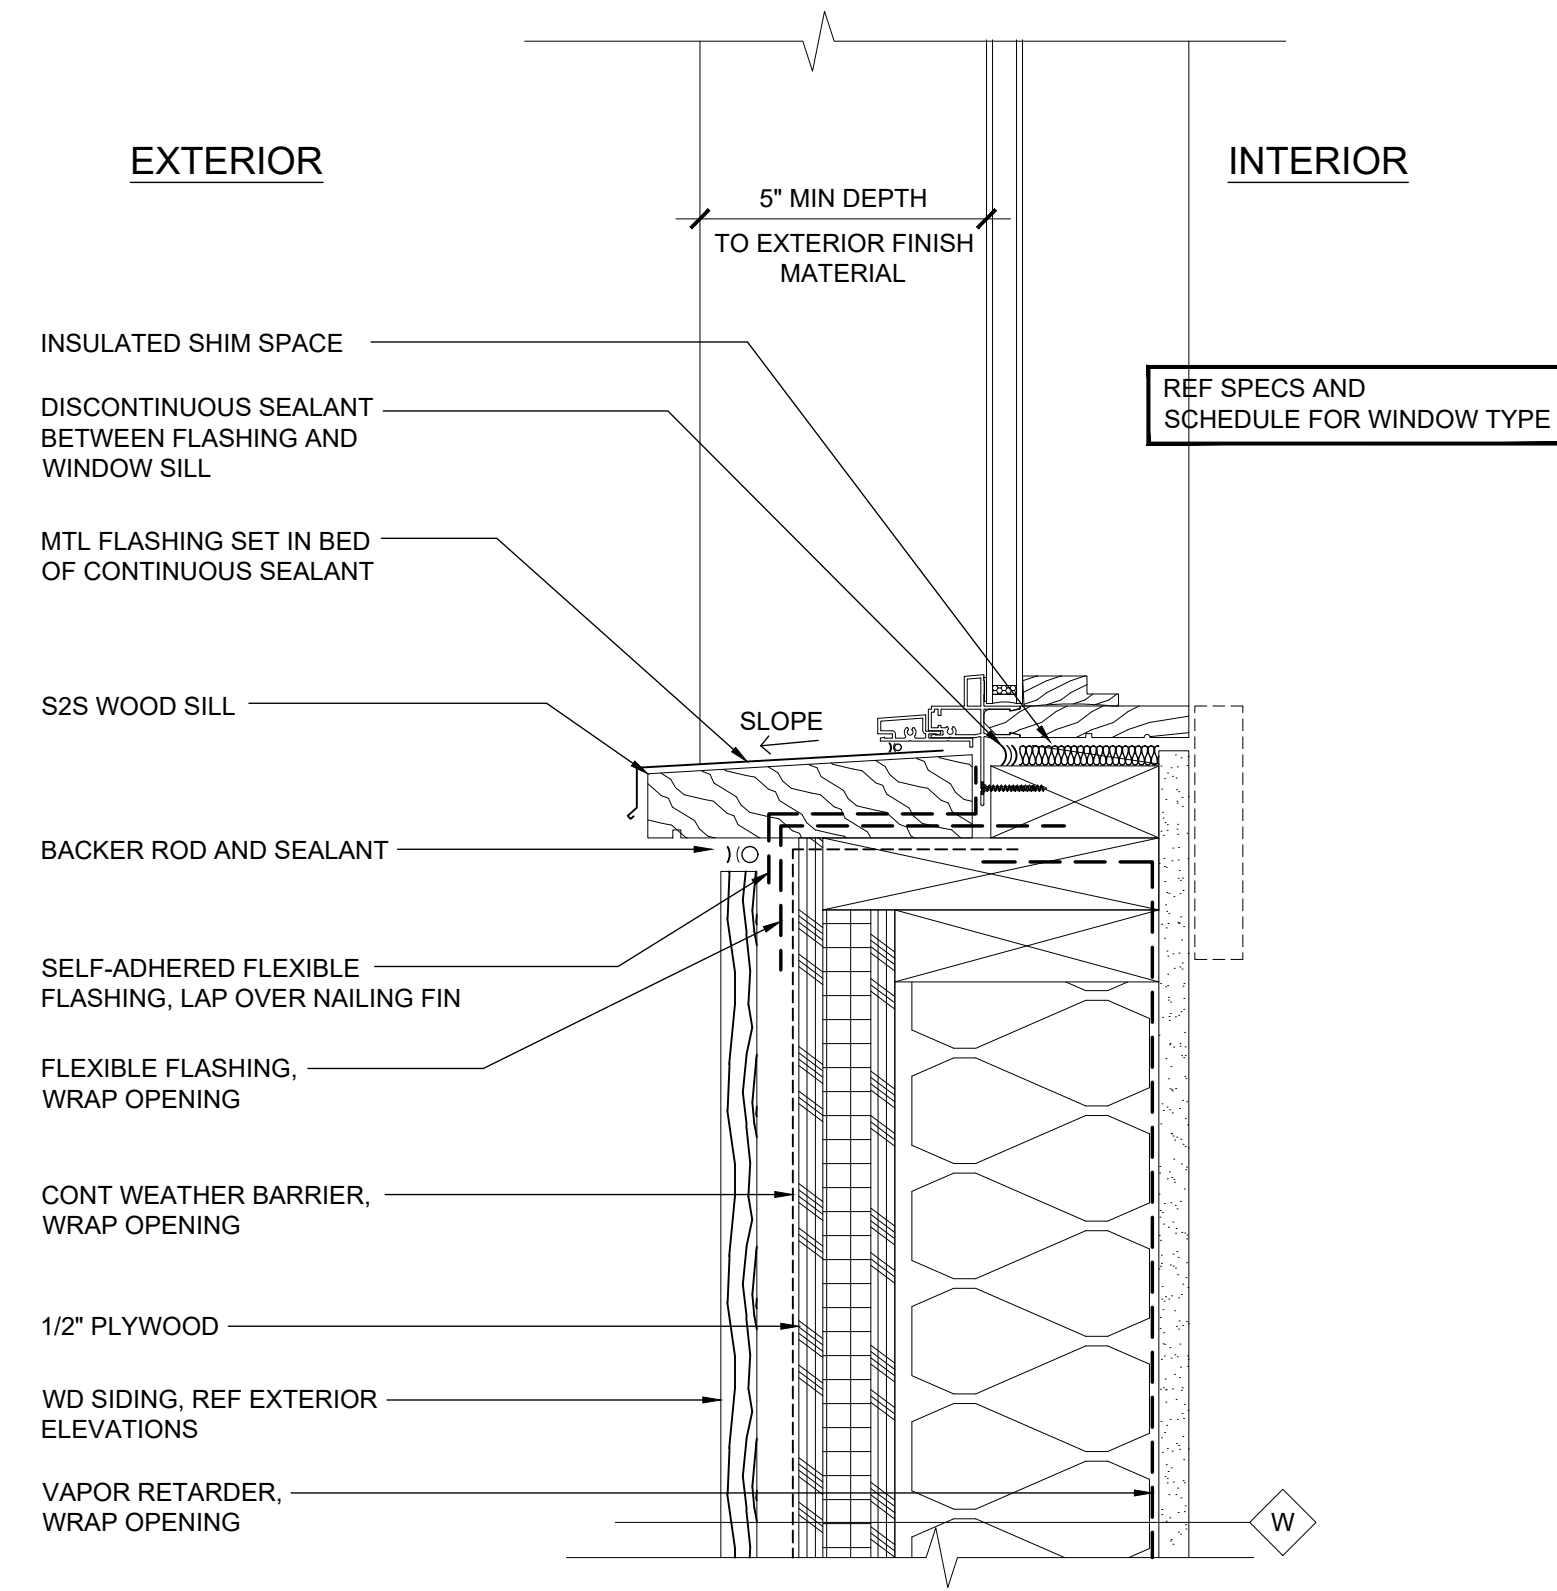 EXTERIOR
INTERIOR
5" MIN DEPTH
TO EXTERIOR FINISH
MATERIAL
INSULATED SHIM SPACE
REF SPECS AND
SCHEDULE FOR WINDOW TYPE
DISCONTINUOUS SEALANT
BETWEEN FLASHING AND
WINDOW SILL
MTL FLASHING SET IN BED
OF CONTINUOUS SEALANT
S2S WOOD SILL
SLOPE
BACKER ROD AND SEALANT
SELF-ADHERED FLEXIBLE
FLASHING, LAP OVER NAILING FIN
FLEXIBLE FLASHING,
WRAP OPENING
CONT WEATHER BARRIER,
WRAP OPENING
1/2" PLYWOOD
WD SIDING, REF EXTERIOR
ELEVATIONS
VAPOR RETARDER,
WRAP OPENING
W